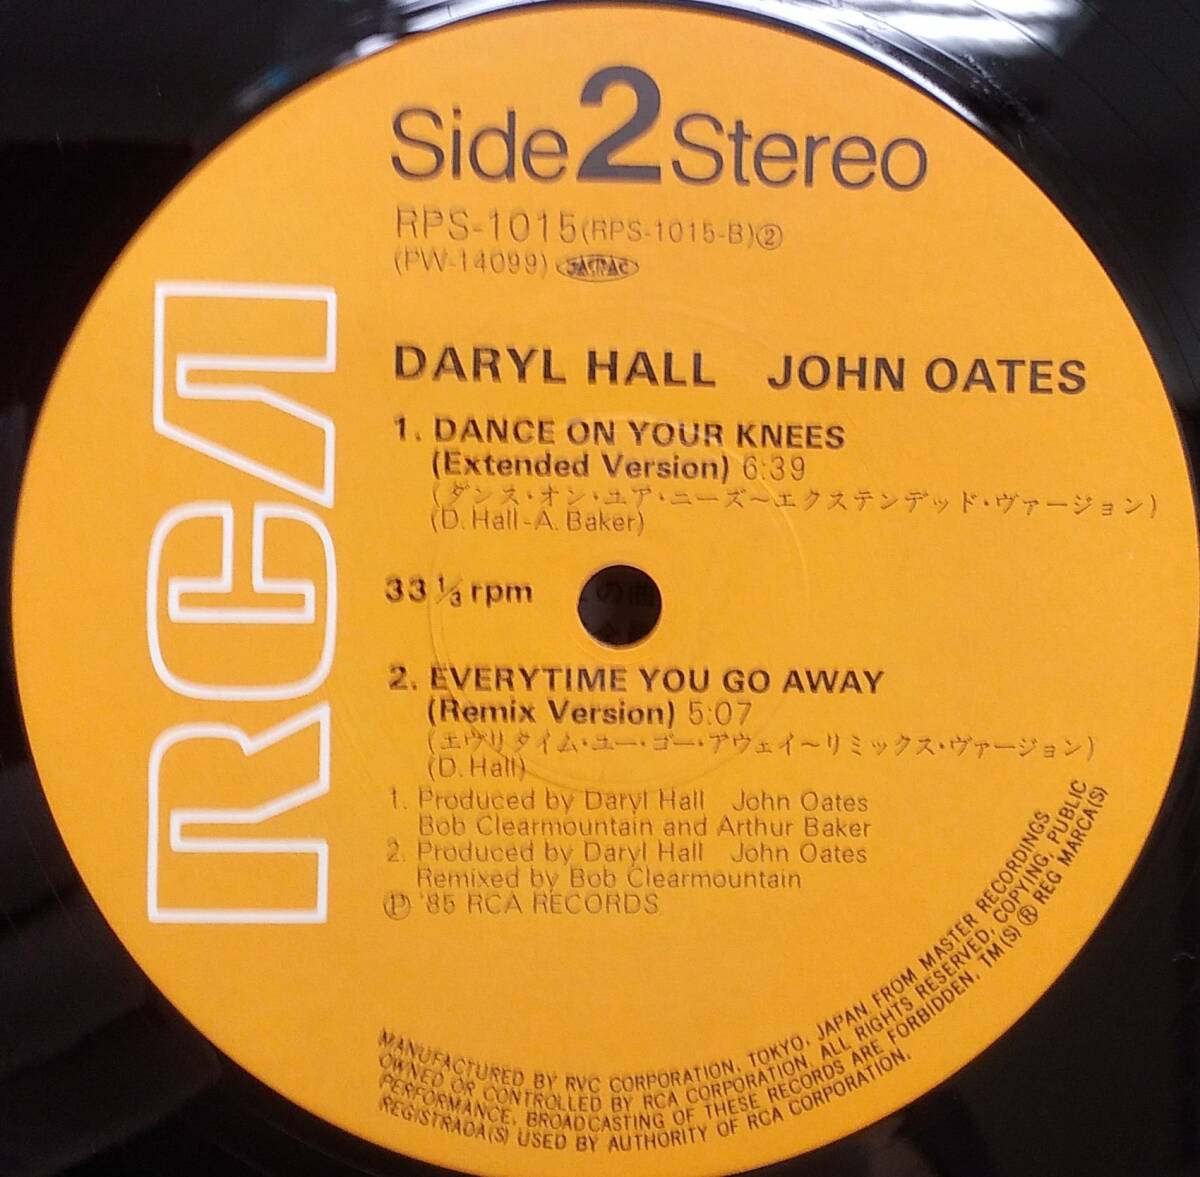 Side 2 Stereo
RPS-1015(RPS-1015-B)②
(PW-14099) JASRAC
RCA
DARYL HALL JOHN OATES
1. DANCE ON YOUR KNEES
(Extended Version) 6:39
(ダンス・オン・ユア・ニーズ〜エクステンデッド・ヴァージョン)
(D. Hall-A. Baker)
33 1/3 rpm
の曲
2. EVERYTIME YOU GO AWAY
(Remix Version) 5:07
(エヴリタイム・ユー・ゴー・アウェイ〜リミックス・ヴァージョン)
(D. Hall)
1. Produced by Daryl Hall John Oates
Bob Clearmountain and Arthur Baker
2. Produced by Daryl Hall John Oates
Remixed by Bob Clearmountain
Ⓟ '85 RCA RECORDS
MANUFACTURED BY RVC CORPORATION, TOKYO, JAPAN FROM MASTER RECORDINGS
OWNED OR CONTROLLED BY RCA CORPORATION. ALL RIGHTS RESERVED, COPYING, PUBLIC
PERFORMANCE, BROADCASTING OF THESE RECORDS ARE FORBIDDEN. TM(S) ® REG MARCA(S)
REGISTRADA(S) USED BY AUTHORITY OF RCA CORPORATION.